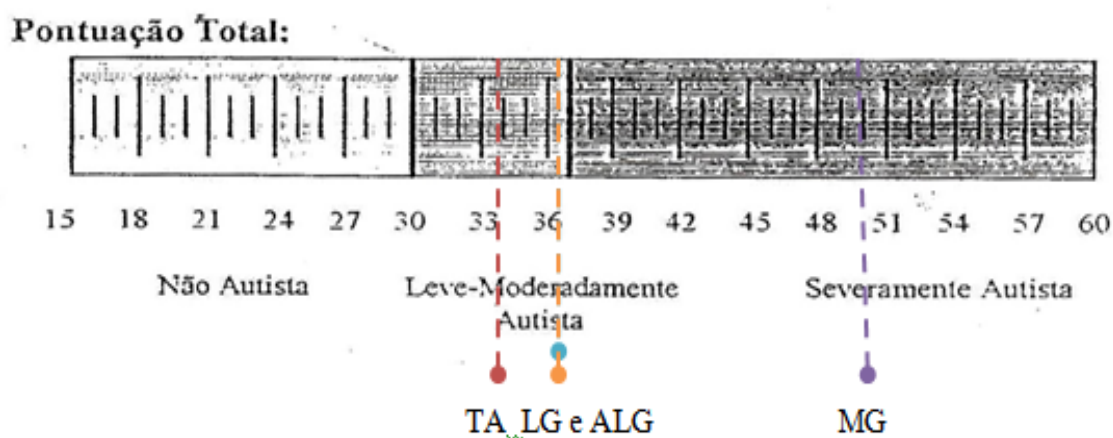 Pontuação Total:
15 18 21 24 27 30 33 36 39 42 45 48 51 54 57 60
Não Autista Leve-Moderadamente Autista Severamente Autista
TA LG e ALG MG